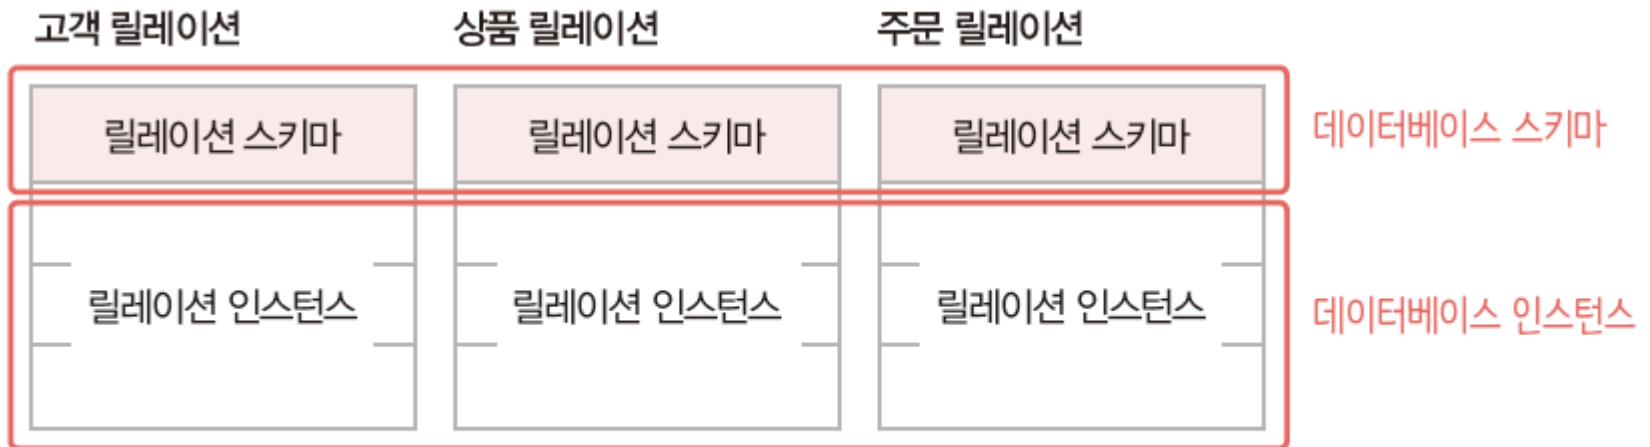 고객 릴레이션 상품 릴레이션 주문 릴레이션
릴레이션 스키마 릴레이션 스키마 릴레이션 스키마 데이터베이스 스키마
릴레이션 인스턴스 릴레이션 인스턴스 릴레이션 인스턴스 데이터베이스 인스턴스